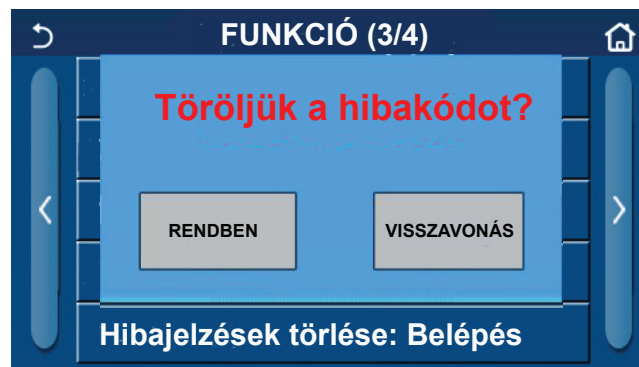 FUNKCIÓ (3/4)
Töröljük a hibakódot?
RENDBEN
VISSZAVONÁS
Hibajelzések törlése: Belépés